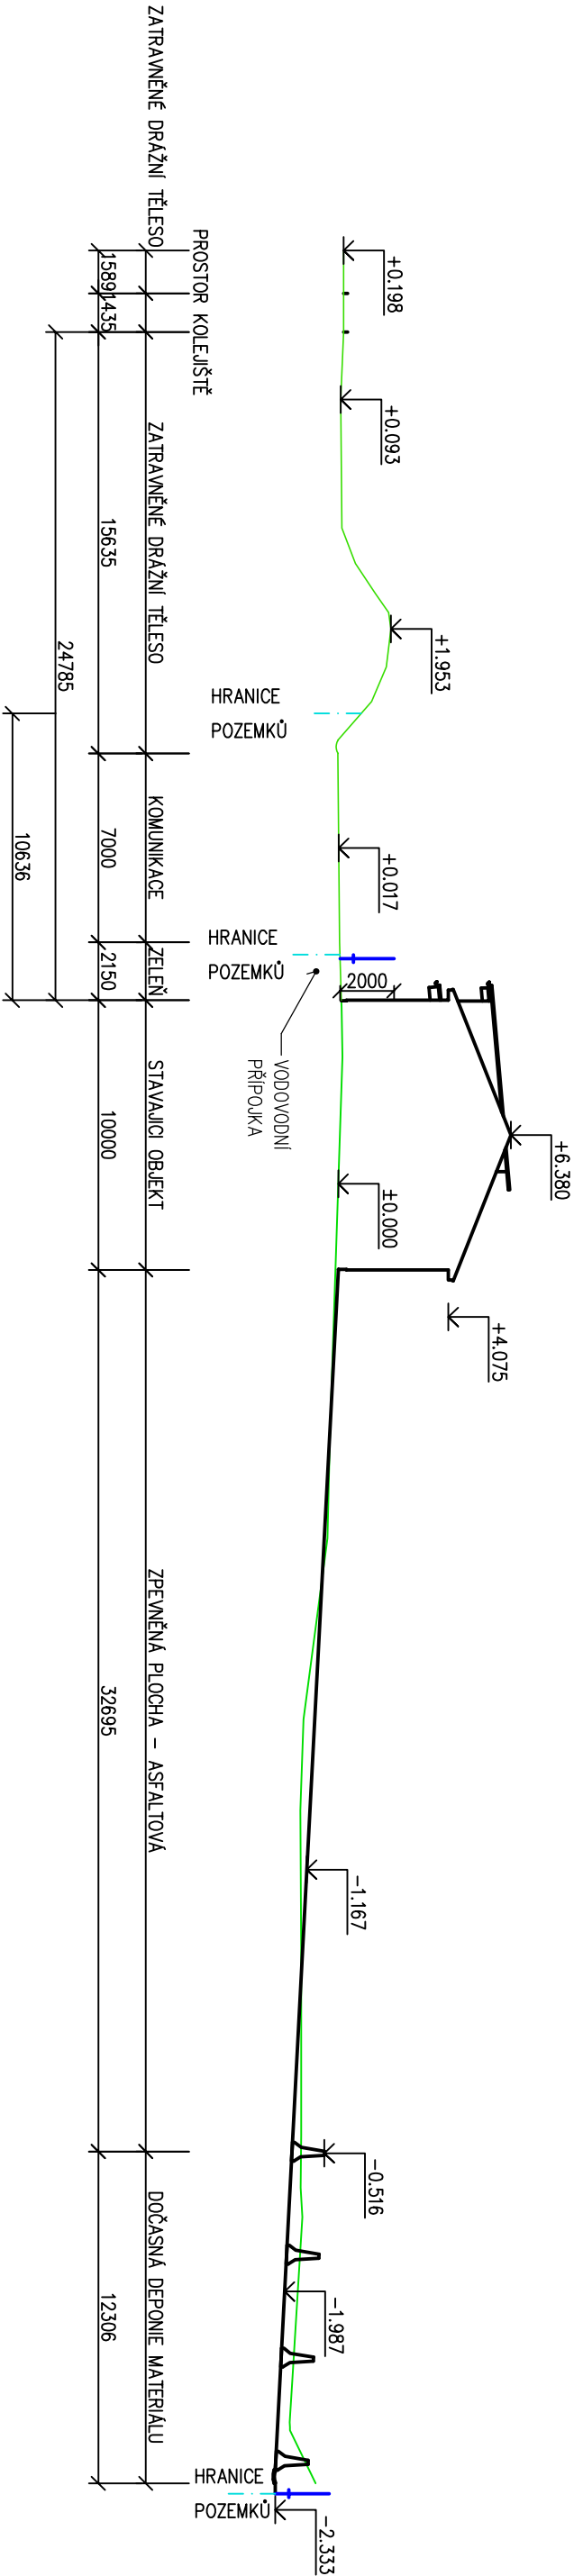 ZATRAVNĚNÉ DRÁŽNÍ TĚLESO
PROSTOR KOLEJIŠTĚ
ZATRAVNĚNÉ DRÁŽNÍ TĚLESO
KOMUNIKACE
ZELEŇ
STAVAJICI OBJEKT
ZPEVNĚNÁ PLOCHA – ASFALTOVÁ
DOČASNÁ DEPONIE MATERIÁLU
1589
1435
15635
7000
2150
10000
32695
12306
24785
10636
HRANICE
POZEMKŮ
HRANICE
POZEMKŮ
HRANICE
POZEMKŮ
VODOVODNÍ
PŘÍPOJKA
2000
+0.198
+0.093
+1.953
+0.017
+6.380
±0.000
+4.075
-1.167
-0.516
-1.987
-2.333